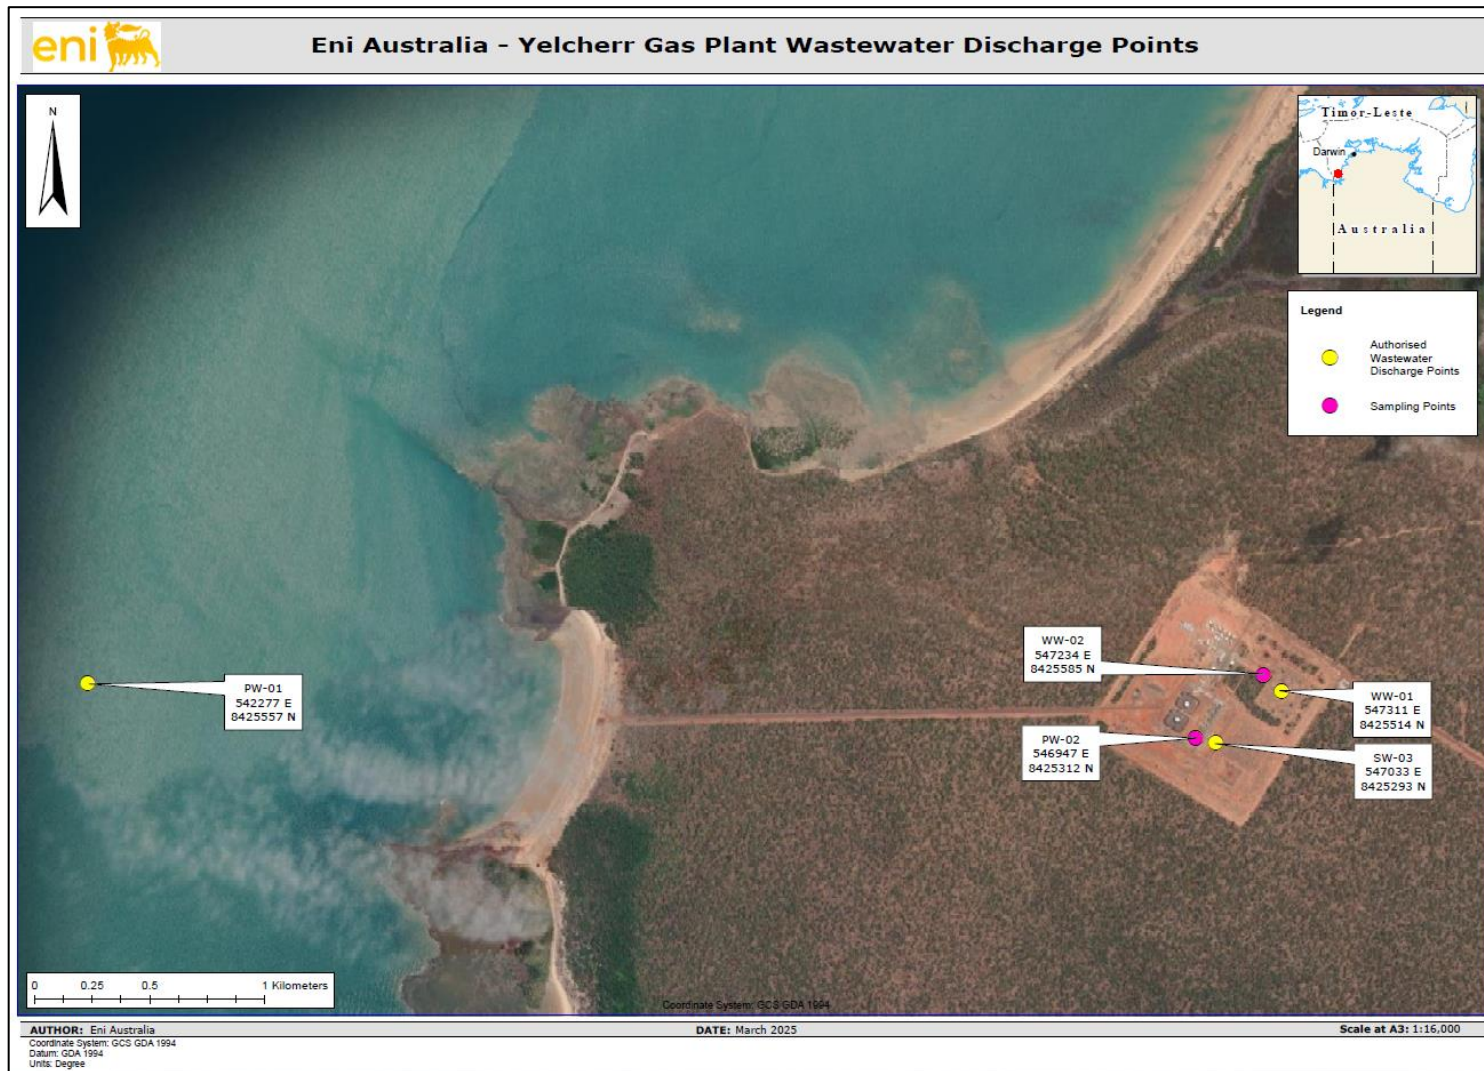 eni
Eni Australia - Yelcherr Gas Plant Wastewater Discharge Points
N
Timor-Leste
Darwin
Australia
Legend
Authorised
Wastewater
Discharge Points
Sampling Points
WW-02
547234 E
8425585 N
PW-01
542277 E
8425557 N
WW-01
547311 E
8425514 N
PW-02
546947 E
8425312 N
SW-03
547033 E
8425293 N
0 0.25 0.5 1 Kilometers
Coordinate System: GCS GDA 1994
AUTHOR: Eni Australia
DATE: March 2025
Scale at A3: 1:16,000
Coordinate System: GCS GDA 1994
Datum: GDA 1994
Units: Degree